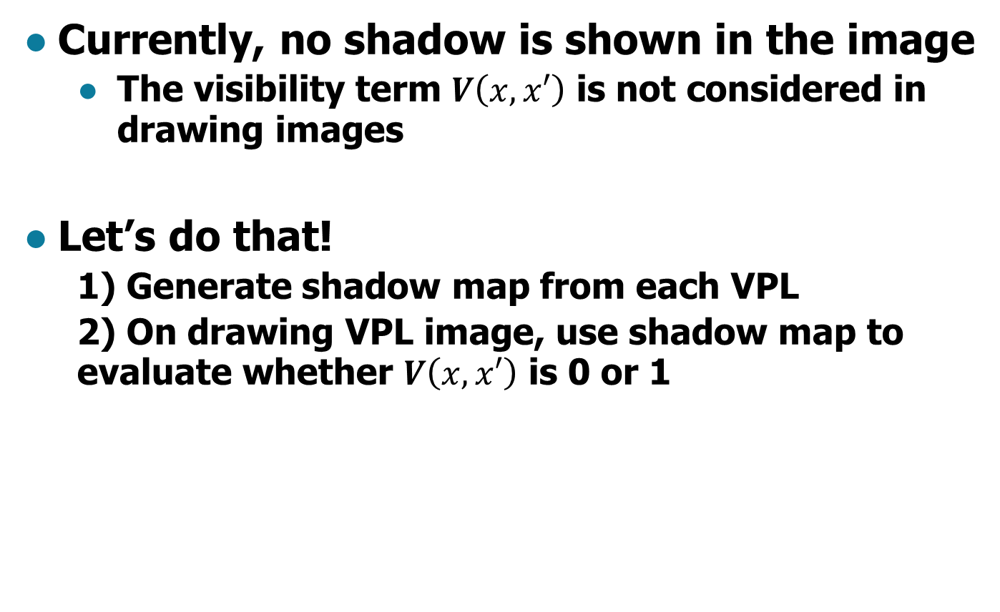 • Currently, no shadow is shown in the image
• The visibility term V(x, x′) is not considered in
drawing images
• Let’s do that!
1) Generate shadow map from each VPL
2) On drawing VPL image, use shadow map to
evaluate whether V(x, x′) is 0 or 1